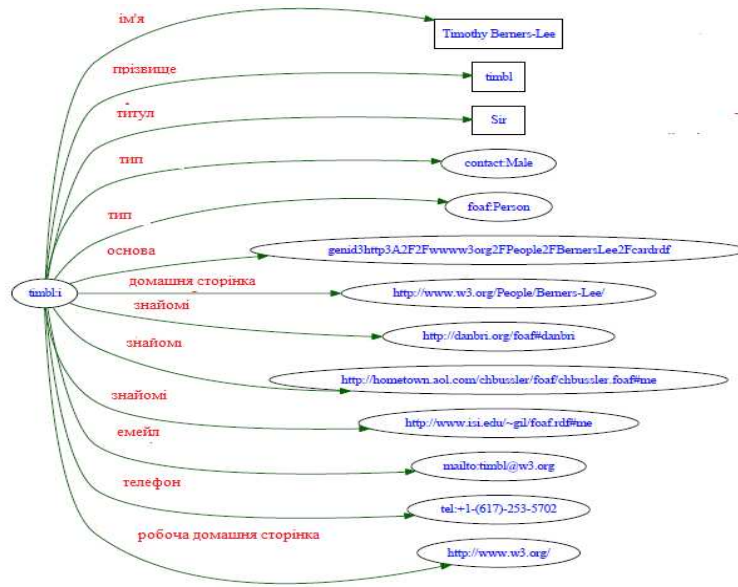 ім'я
Timothy Berners-Lee
прізвище
timbl
титул
Sir
тип
contact:Male
тип
foaf:Person
основа
genid3http3A2F2Fwwww3org2FPeople2FBernersLee2Fcardrdf
timbl:i
домашня сторінка
http://www.w3.org/People/Berners-Lee/
знайомі
http://danbri.org/foaf#danbri
знайомі
http://hometown.aol.com/chbussler/foaf/chbussler.foaf#me
знайомі
http://www.isi.edu/~gil/foaf.rdf#me
емейл
mailto:timbl@w3.org
телефон
tel:+1-(617)-253-5702
робоча домашня сторінка
http://www.w3.org/